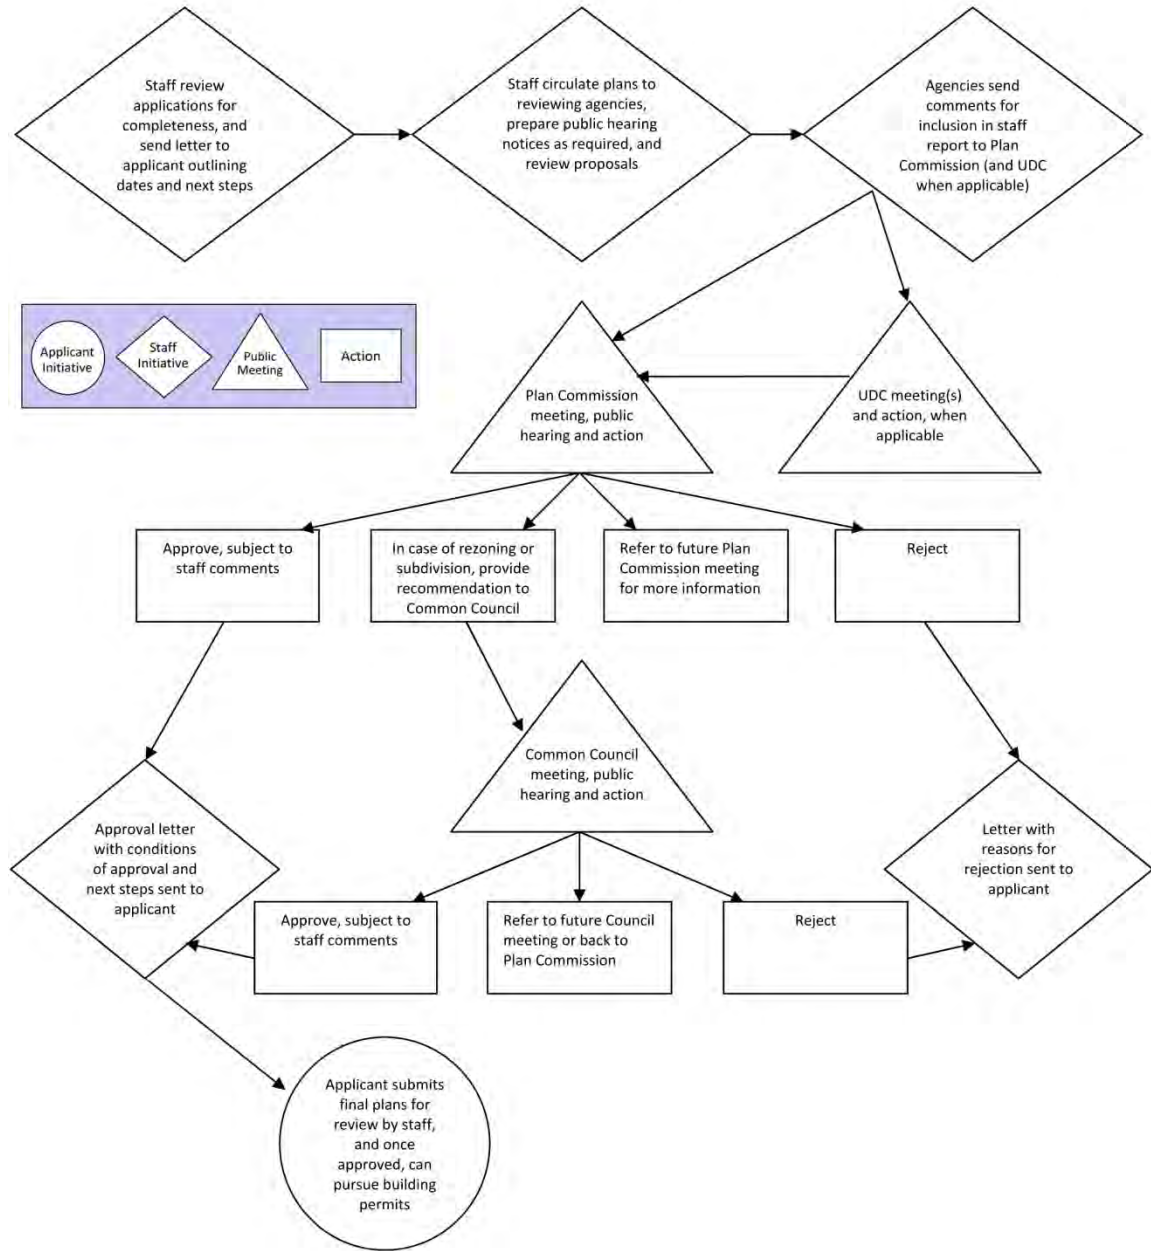 Staff review
applications for
completeness, and
send letter to
applicant outlining
dates and next steps
Staff circulate plans to
reviewing agencies,
prepare public hearing
notices as required, and
review proposals
Agencies send
comments for
inclusion in staff
report to Plan
Commission (and UDC
when applicable)
Applicant
Initiative
Staff
Initiative
Public
Meeting
Action
Plan Commission
meeting, public
hearing and action
UDC meeting(s)
and action, when
applicable
Approve, subject to
staff comments
In case of rezoning or
subdivision, provide
recommendation to
Common Council
Refer to future Plan
Commission meeting
for more information
Reject
Common Council
meeting, public
hearing and action
Approval letter
with conditions
of approval and
next steps sent to
applicant
Letter with
reasons for
rejection sent to
applicant
Approve, subject to
staff comments
Refer to future Council
meeting or back to
Plan Commission
Reject
Applicant submits
final plans for
review by staff,
and once
approved, can
pursue building
permits